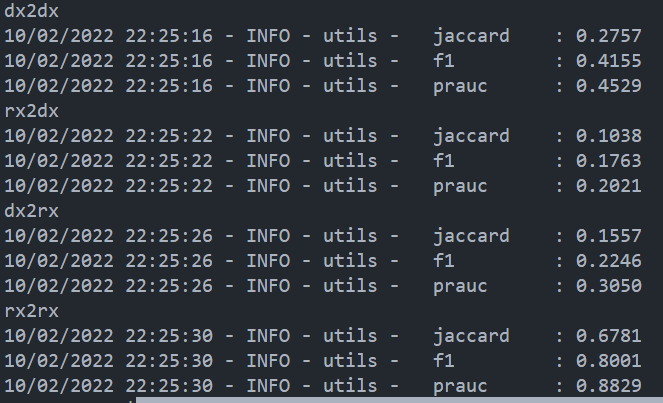 dx2dx
10/02/2022 22:25:16 - INFO - utils -   jaccard    : 0.2757
10/02/2022 22:25:16 - INFO - utils -   f1         : 0.4155
10/02/2022 22:25:16 - INFO - utils -   prauc      : 0.4529
rx2dx
10/02/2022 22:25:22 - INFO - utils -   jaccard    : 0.1038
10/02/2022 22:25:22 - INFO - utils -   f1         : 0.1763
10/02/2022 22:25:22 - INFO - utils -   prauc      : 0.2021
dx2rx
10/02/2022 22:25:26 - INFO - utils -   jaccard    : 0.1557
10/02/2022 22:25:26 - INFO - utils -   f1         : 0.2246
10/02/2022 22:25:26 - INFO - utils -   prauc      : 0.3050
rx2rx
10/02/2022 22:25:30 - INFO - utils -   jaccard    : 0.6781
10/02/2022 22:25:30 - INFO - utils -   f1         : 0.8001
10/02/2022 22:25:30 - INFO - utils -   prauc      : 0.8829